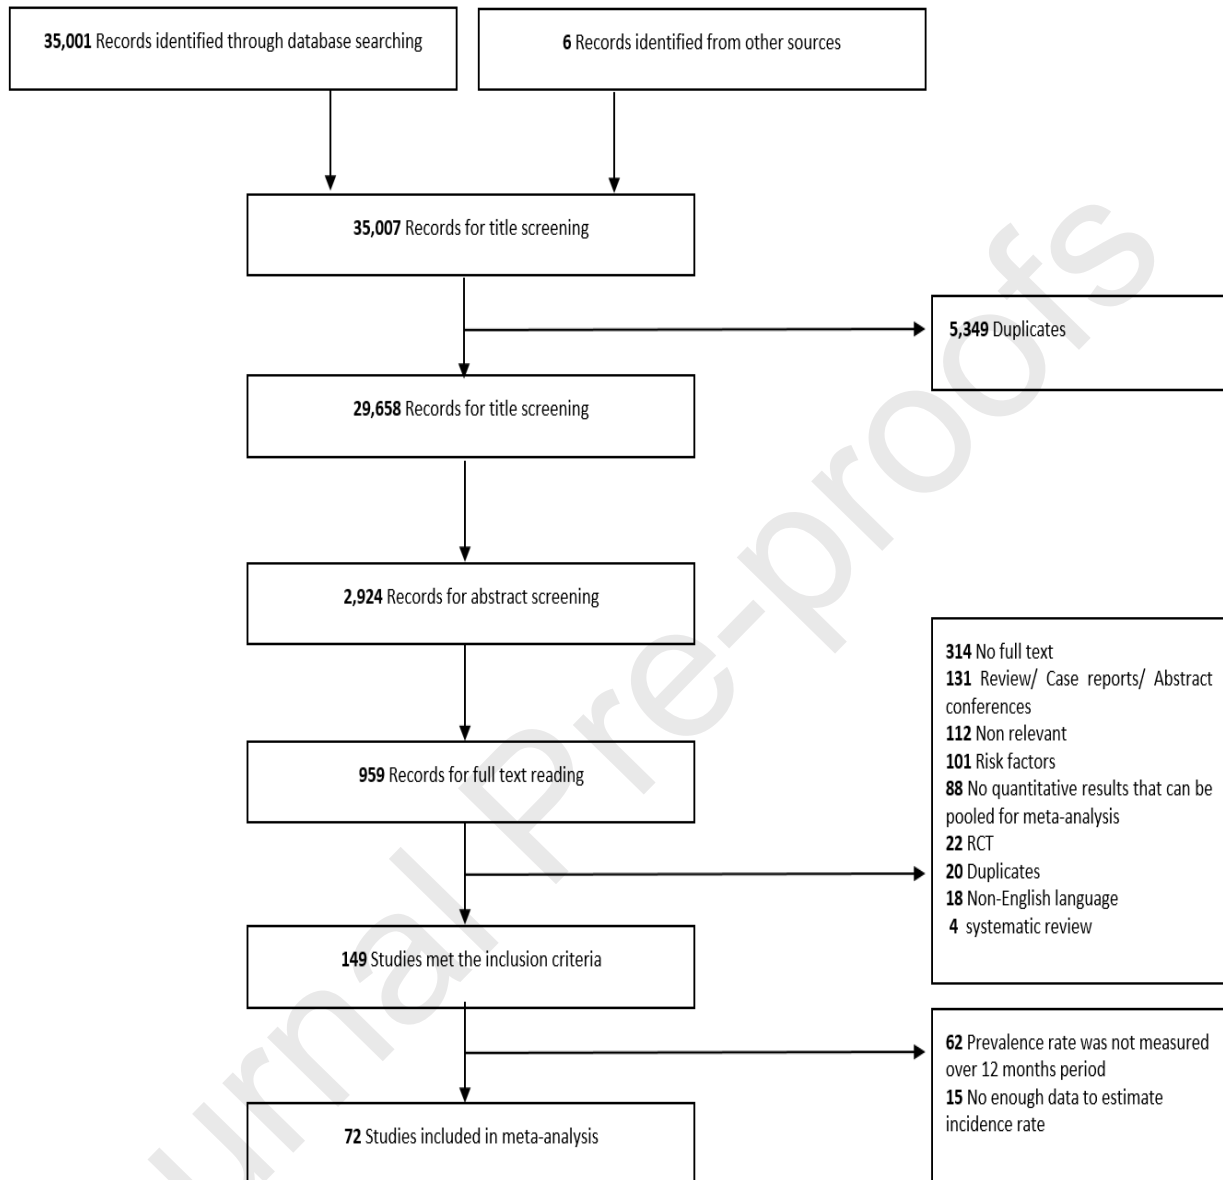 35,001 Records identified through database searching
6 Records identified from other sources
35,007 Records for title screening
5,349 Duplicates
29,658 Records for title screening
2,924 Records for abstract screening
959 Records for full text reading
314 No full text
131 Review/ Case reports/ Abstract
conferences
112 Non relevant
101 Risk factors
88 No quantitative results that can be
pooled for meta-analysis
22 RCT
20 Duplicates
18 Non-English language
4 systematic review
149 Studies met the inclusion criteria
62 Prevalence rate was not measured
over 12 months period
15 No enough data to estimate
incidence rate
72 Studies included in meta-analysis
urnal Pre-proofs